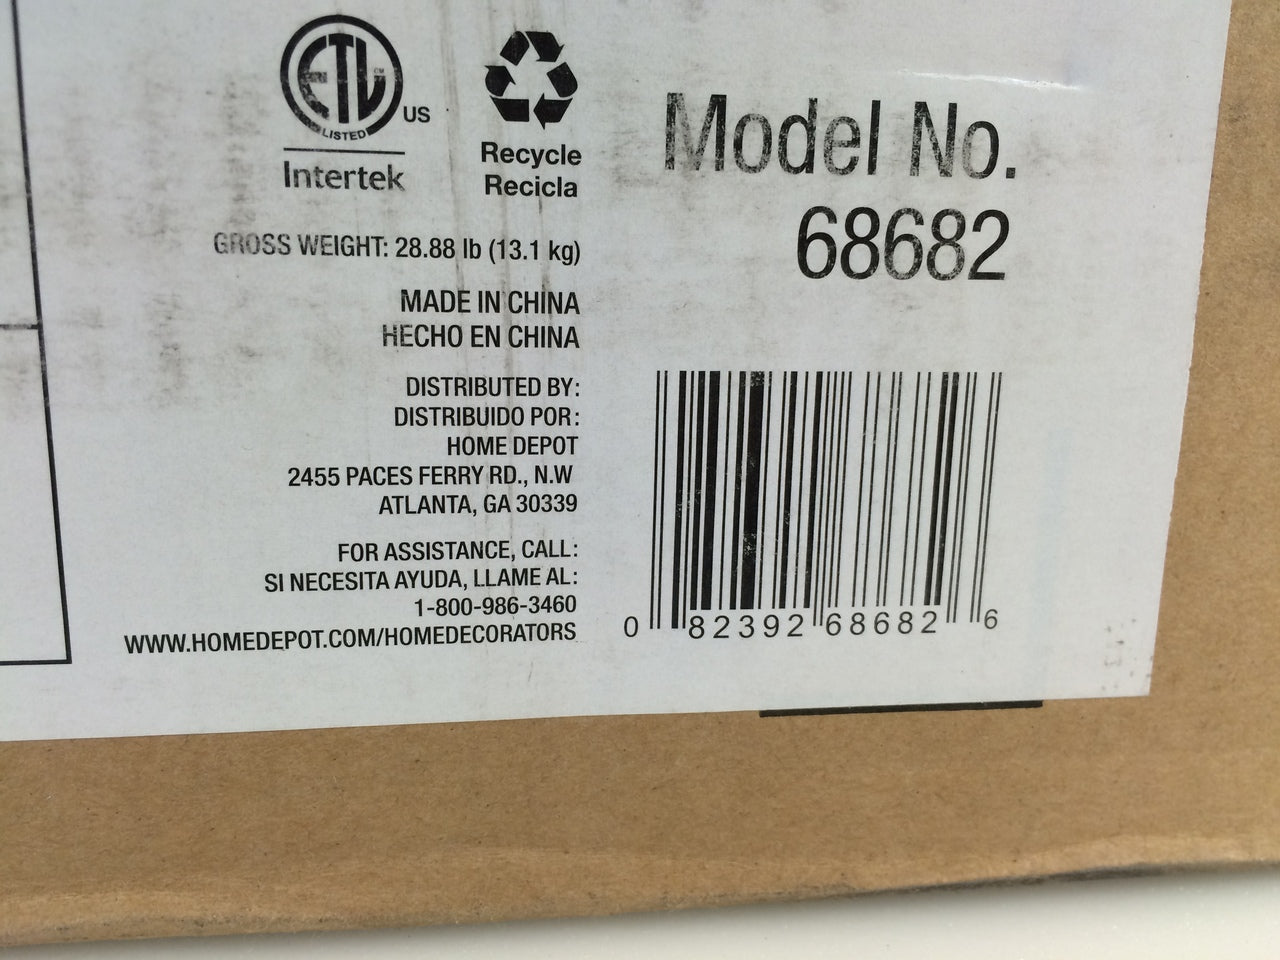 ETL CM
LISTED
US
Intertek
Recycle
Recicla
Model No.
68682
GROSS WEIGHT: 28.88 lb (13.1 kg)
MADE IN CHINA
HECHO EN CHINA
DISTRIBUTED BY:
DISTRIBUIDO POR:
HOME DEPOT
2455 PACES FERRY RD., N.W
ATLANTA, GA 30339
FOR ASSISTANCE, CALL:
SI NECESITA AYUDA, LLAME AL:
1-800-986-3460
WWW.HOMEDEPOT.COM/HOMEDECORATORS
0 82392 68682 6